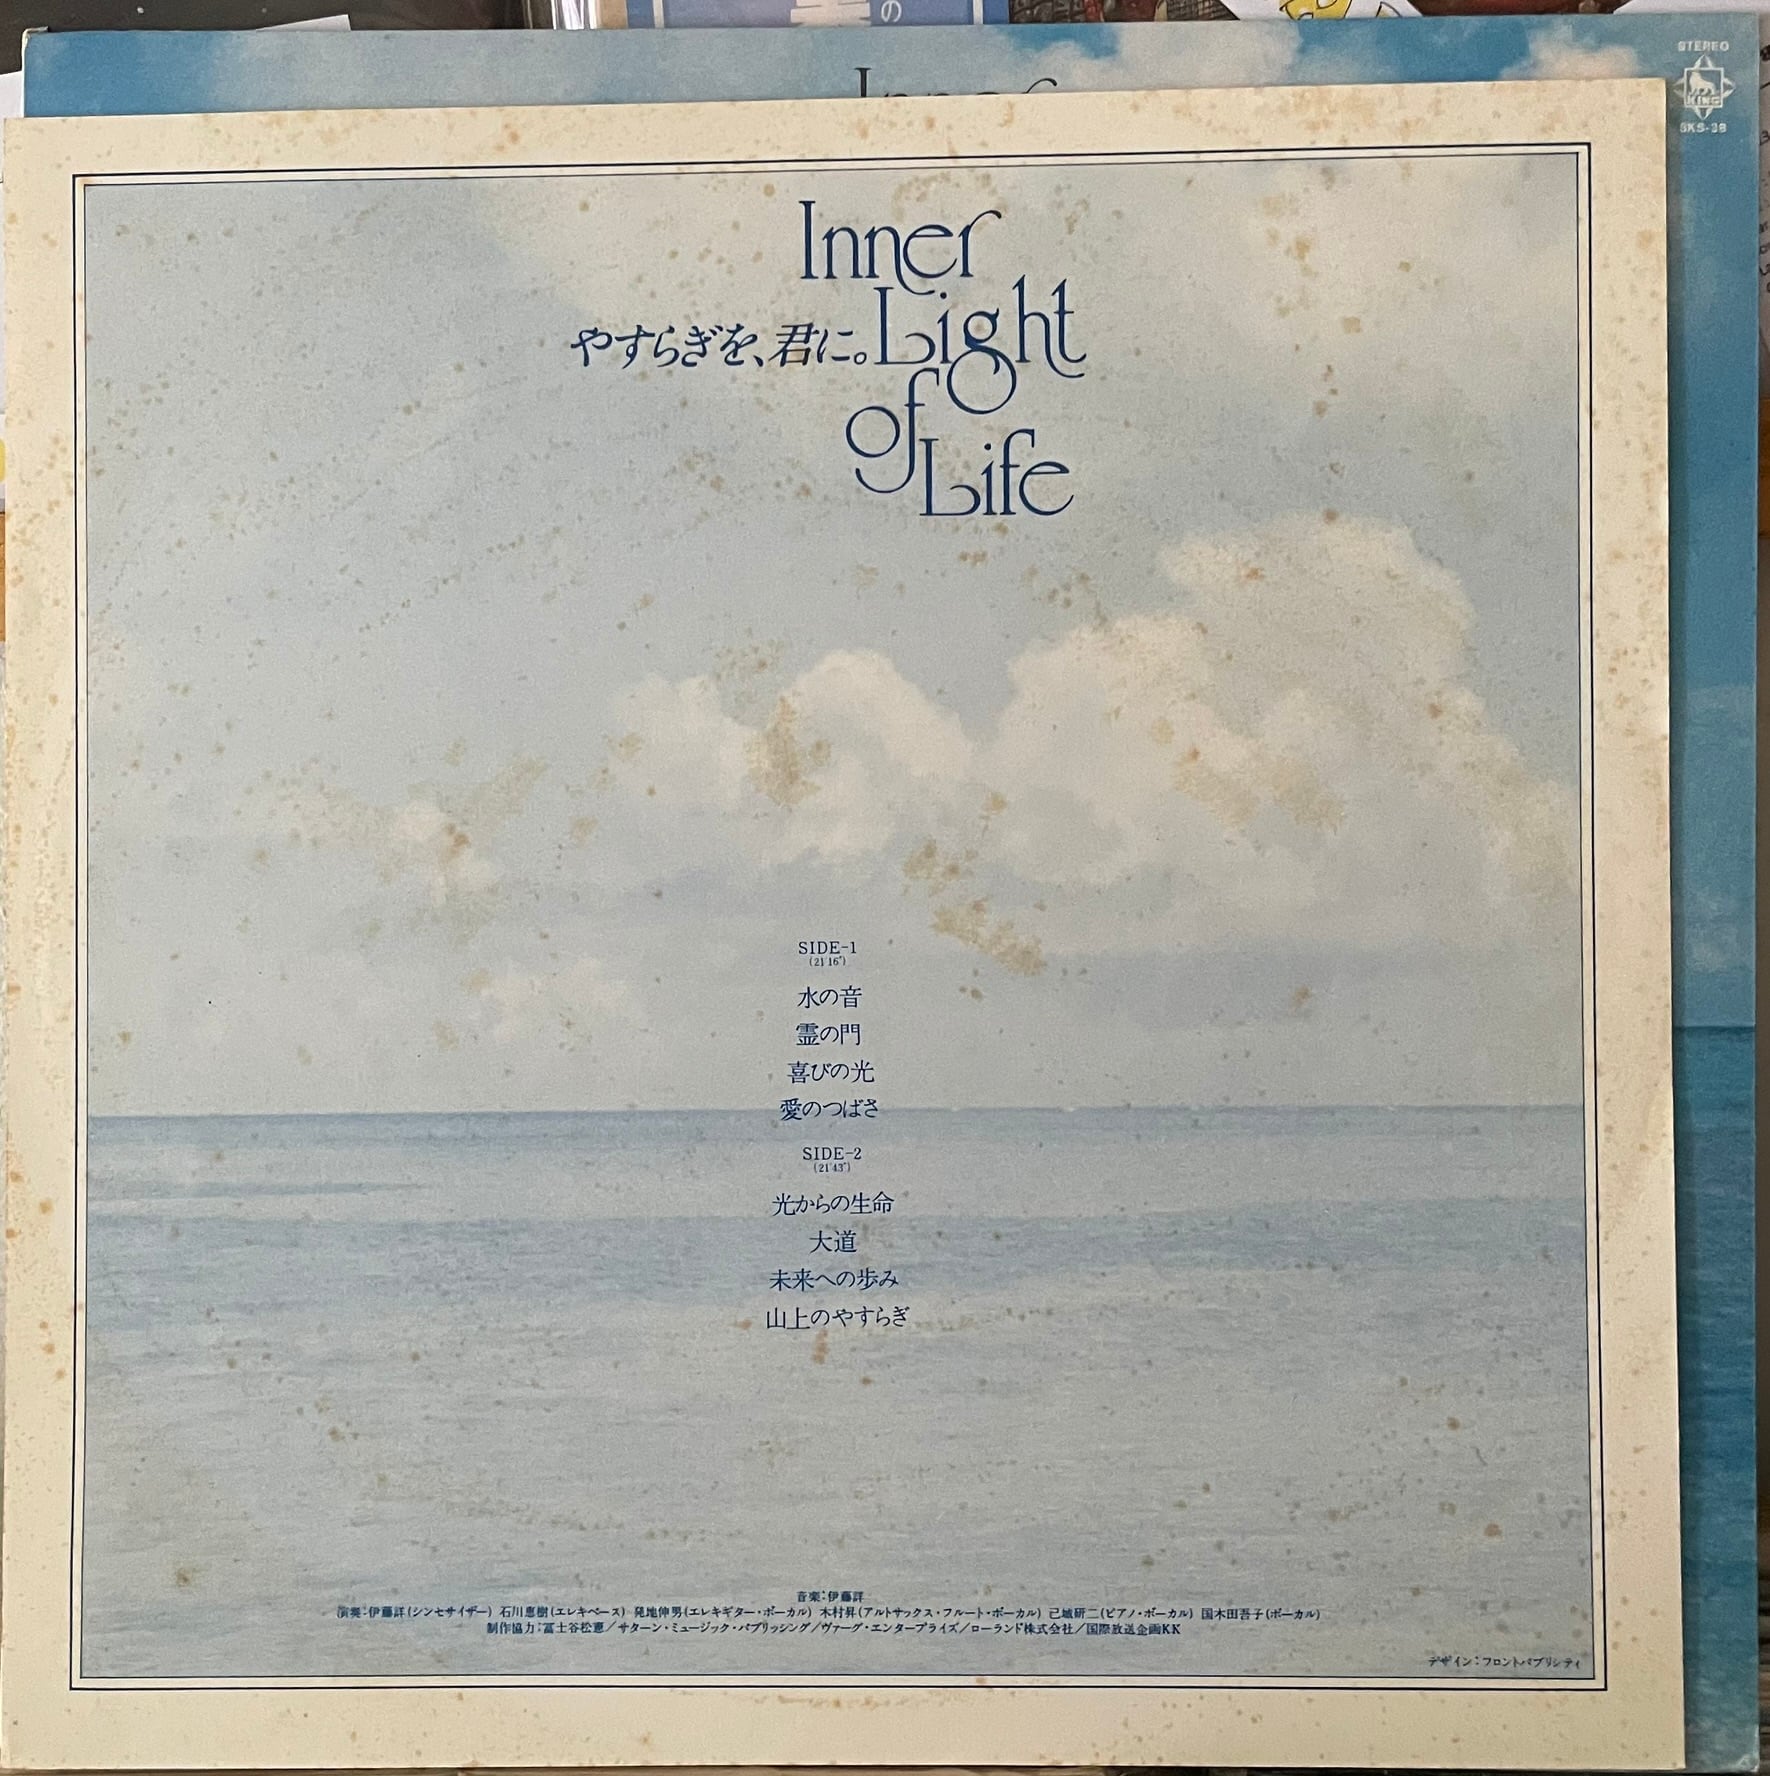 の
STEREO
KING
SKS-38
Inner
Inner
やすらぎを、君に。Light
of
Life
SIDE-1
(21'16")
水の音
霊の門
喜びの光
愛のつばさ
SIDE-2
(21'43")
光からの生命
大道
未来への歩み
山上のやすらぎ
音楽:伊藤詳
演奏:伊藤詳(シンセサイザー) 石川恵樹(エレキベース) 発地伸男(エレキギター・ボーカル) 木村昇(アルトサックス・フルート・ボーカル) 己城研二(ピアノ・ボーカル) 国木田吾子(ボーカル)
制作協力:冨士谷松恵/サターン・ミュージック・パブリッシング/ヴァーグ・エンタープライズ/ローランド株式会社/国際放送企画KK
デザイン:フロントパブリシティ